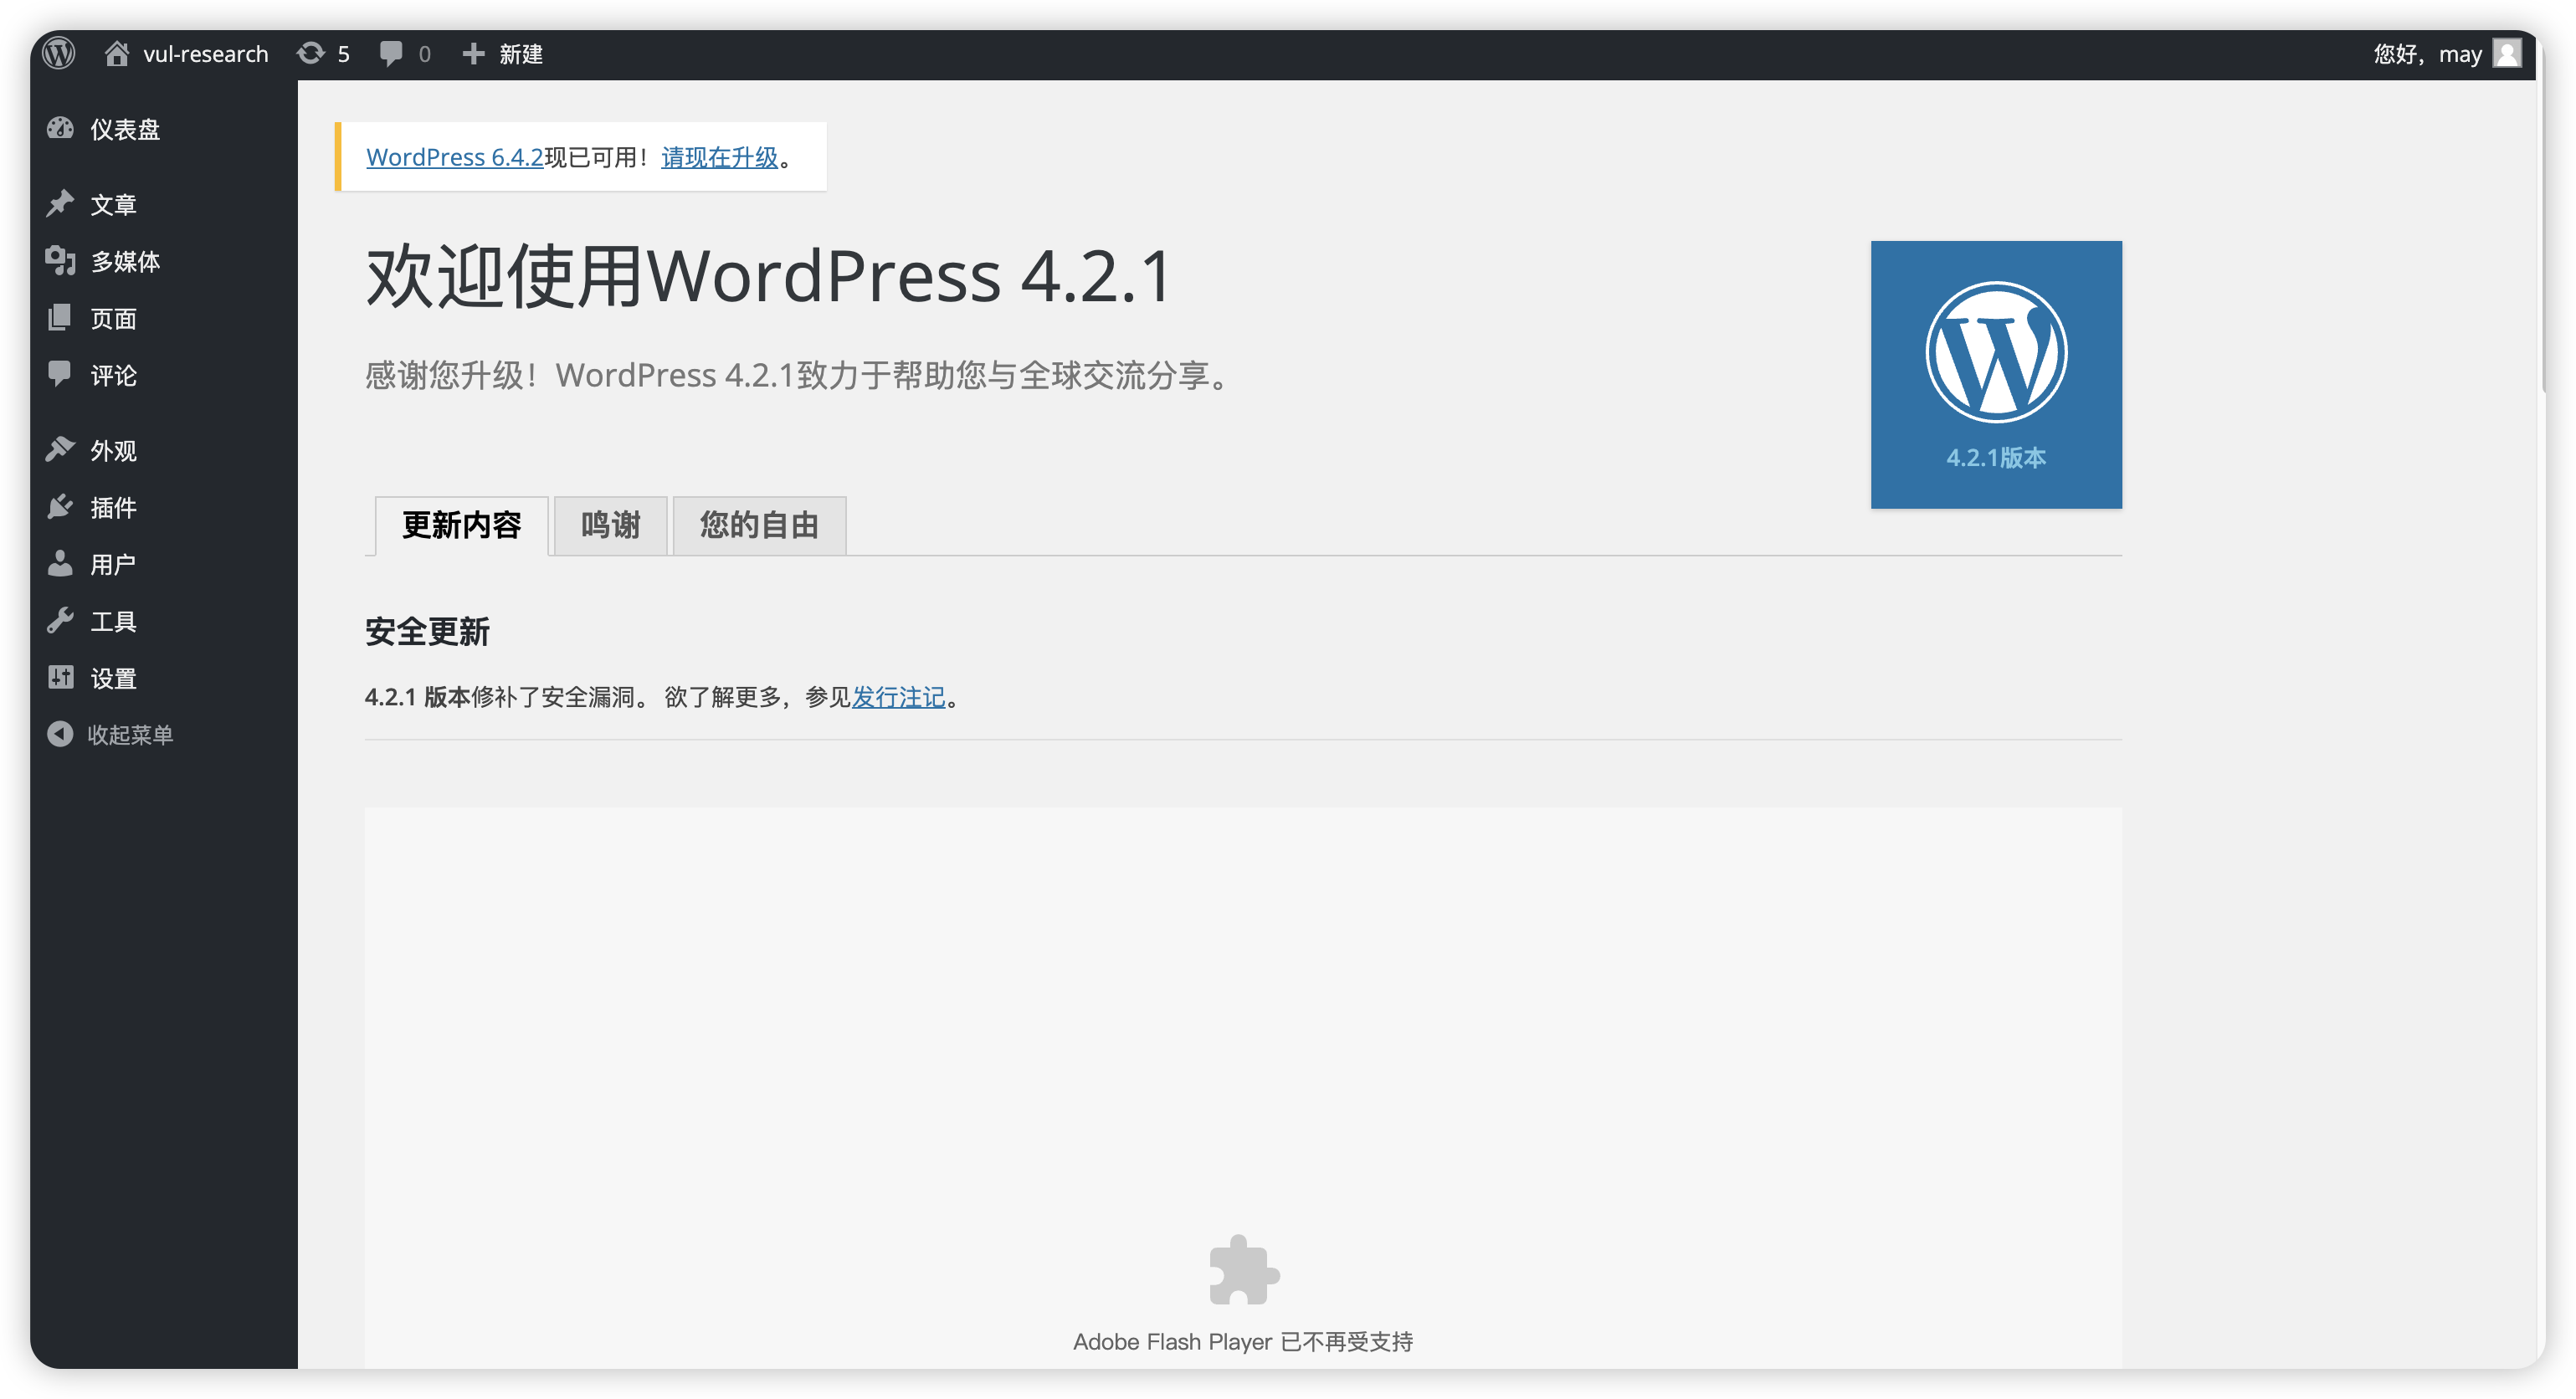 vul-research 5 0 新建 您好，may
仪表盘
文章
多媒体
页面
评论
外观
插件
用户
工具
设置
收起菜单
WordPress 6.4.2现已可用！请现在升级。
欢迎使用WordPress 4.2.1
感谢您升级！WordPress 4.2.1致力于帮助您与全球交流分享。
4.2.1版本
更新内容 鸣谢 您的自由
安全更新
4.2.1 版本修补了安全漏洞。 欲了解更多，参见发行注记。
Adobe Flash Player 已不再受支持